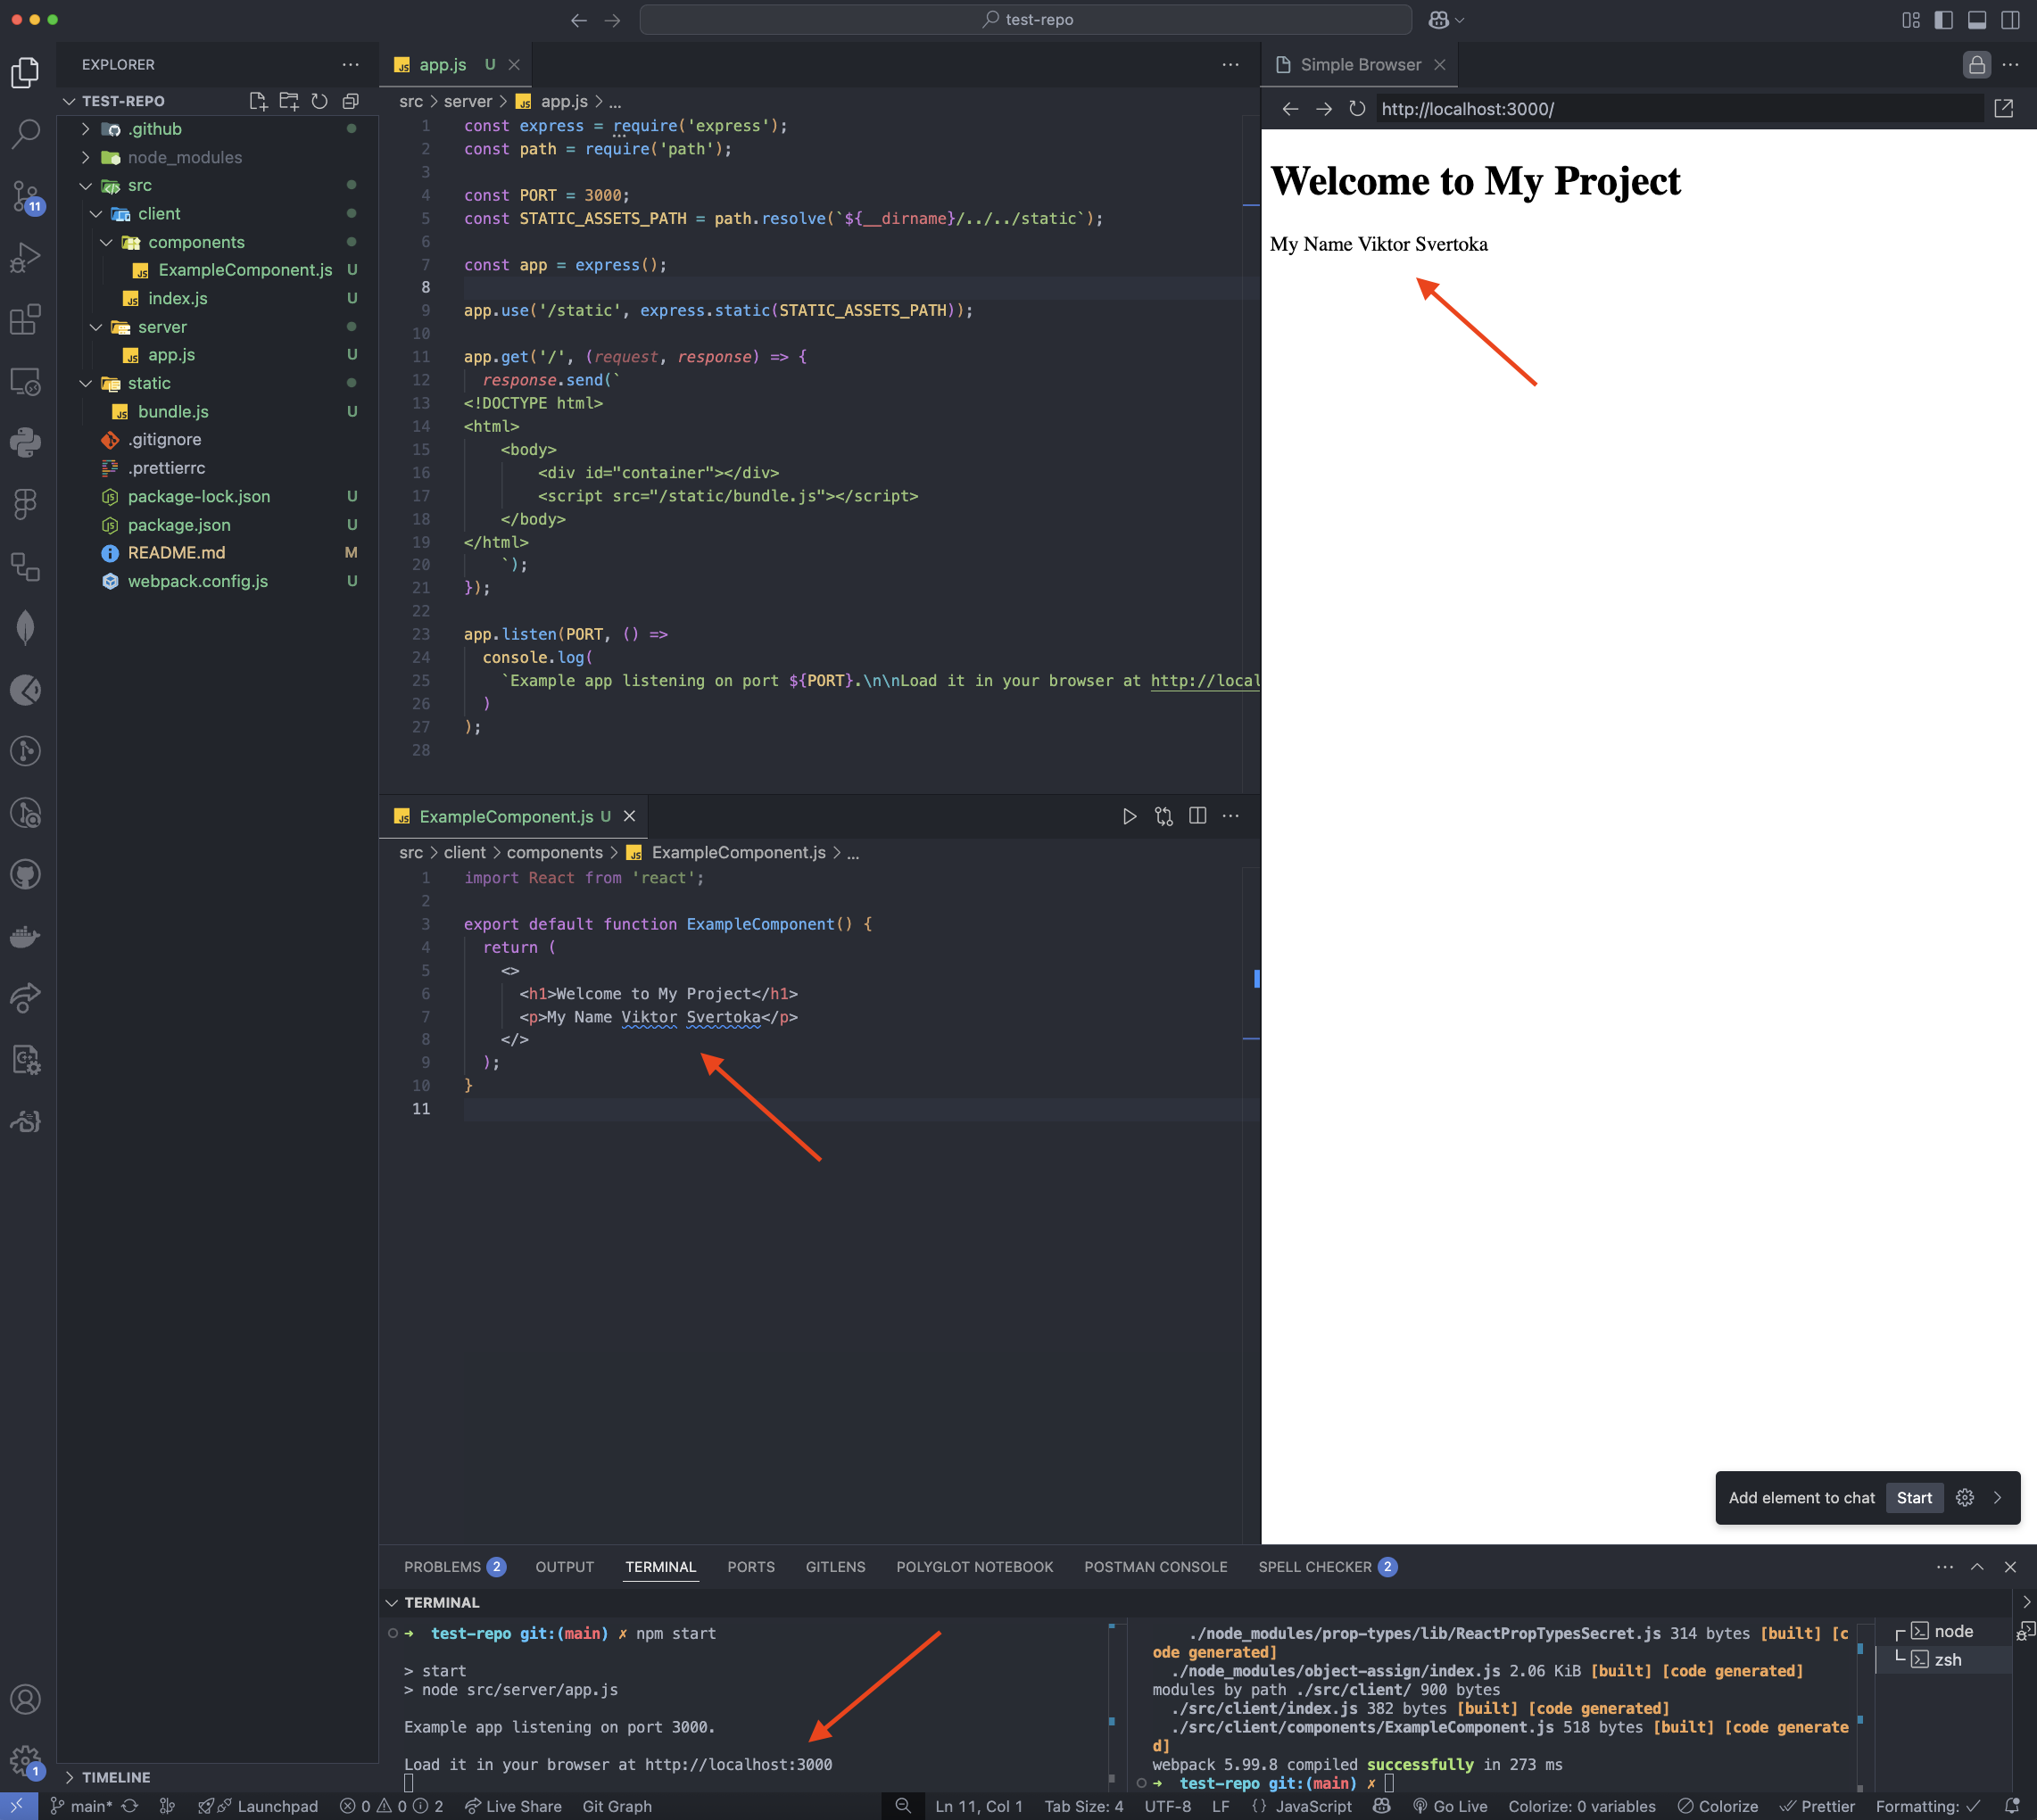 test-repo
EXPLORER
TEST-REPO
.github
node_modules
src
client
components
ExampleComponent.js U
index.js U
server
app.js U
static
bundle.js U
.gitignore
.prettierrc
package-lock.json U
package.json U
README.md M
webpack.config.js U
TIMELINE
11
1
app.js U
src > server > JS app.js > ...
1 const express = require('express');
2 const path = require('path');
3
4 const PORT = 3000;
5 const STATIC_ASSETS_PATH = path.resolve(`${__dirname}/../../static`);
6
7 const app = express();
8
9 app.use('/static', express.static(STATIC_ASSETS_PATH));
10
11 app.get('/', (request, response) => {
12 response.send(`
13 <!DOCTYPE html>
14 <html>
15 <body>
16 <div id="container"></div>
17 <script src="/static/bundle.js"></script>
18 </body>
19 </html>
20 `);
21 });
22
23 app.listen(PORT, () =>
24 console.log(
25 `Example app listening on port ${PORT}.\n\nLoad it in your browser at http://local
26 )
27 );
28
ExampleComponent.js U
src > client > components > JS ExampleComponent.js > ...
1 import React from 'react';
2
3 export default function ExampleComponent() {
4 return (
5 <>
6 <h1>Welcome to My Project</h1>
7 <p>My Name Viktor Svertoka</p>
8 </>
9 );
10 }
11
Simple Browser
http://localhost:3000/
Welcome to My Project
My Name Viktor Svertoka
Add element to chat Start
PROBLEMS 2 OUTPUT TERMINAL PORTS GITLENS POLYGLOT NOTEBOOK POSTMAN CONSOLE SPELL CHECKER 2
TERMINAL
➜ test-repo git:(main) ✗ npm start
> start
> node src/server/app.js
Example app listening on port 3000.
Load it in your browser at http://localhost:3000
./node_modules/prop-types/lib/ReactPropTypesSecret.js 314 bytes [built] [c
ode generated]
./node_modules/object-assign/index.js 2.06 KiB [built] [code generated]
modules by path ./src/client/ 900 bytes
./src/client/index.js 382 bytes [built] [code generated]
./src/client/components/ExampleComponent.js 518 bytes [built] [code generate
d]
webpack 5.99.8 compiled successfully in 273 ms
➜ test-repo git:(main) ✗
node
zsh
main* Launchpad 0 0 2 Live Share Git Graph Ln 11, Col 1 Tab Size: 4 UTF-8 LF {} JavaScript Go Live Colorize: 0 variables Colorize Prettier Formatting: ✓